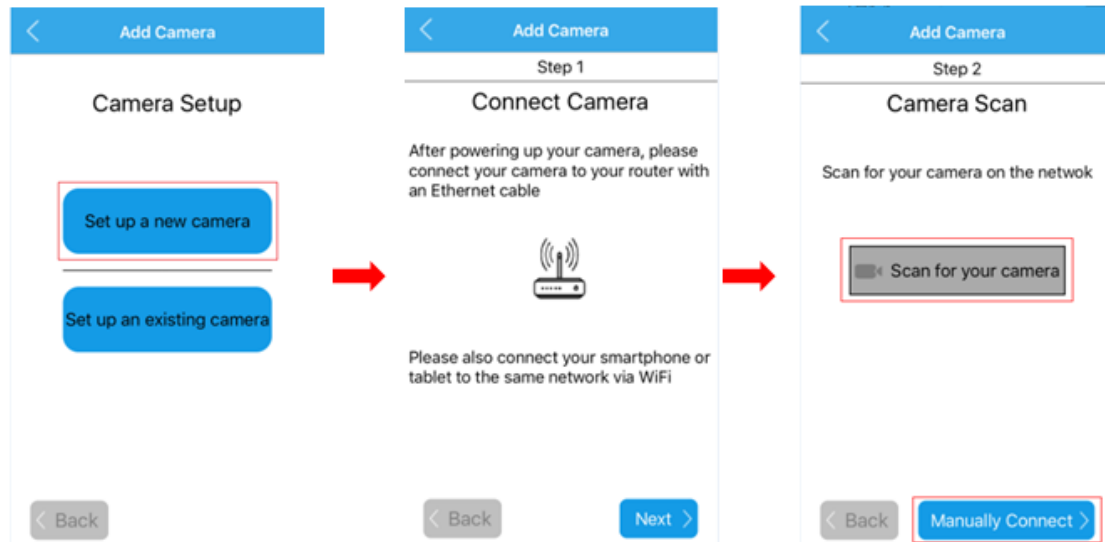 Add Camera
Camera Setup
Set up a new camera
Set up an existing camera
Back
Add Camera
Step 1
Connect Camera
After powering up your camera, please
connect your camera to your router with
an Ethernet cable
Please also connect your smartphone or
tablet to the same network via WiFi
Back
Next
Add Camera
Step 2
Camera Scan
Scan for your camera on the netwok
Scan for your camera
Back
Manually Connect